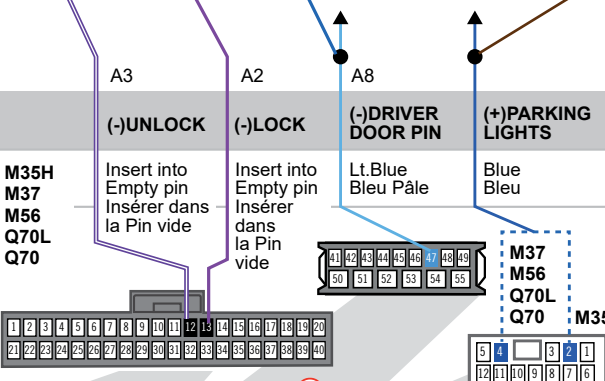 A3
A2
A8
(-)UNLOCK
(-)LOCK
(-)DRIVER
DOOR PIN
(+)PARKING
LIGHTS
M35H
M37
M56
Q70L
Q70
Insert into
Empty pin
Insérer dans
la Pin vide
Insert into
Empty pin
Insérer
dans
la Pin
vide
Lt.Blue
Bleu Pâle
Blue
Bleu
41 42 43 44 45 46 47 48 49
50 51 52 53 54 55
M37
M56
Q70L
Q70
M35
1 2 3 4 5 6 7 8 9 10 11 12 13 14 15 16 17 18 19 20
21 22 23 24 25 26 27 28 29 30 31 32 33 34 35 36 37 38 39 40
5 4 3 2 1
12 11 10 9 8 7 6